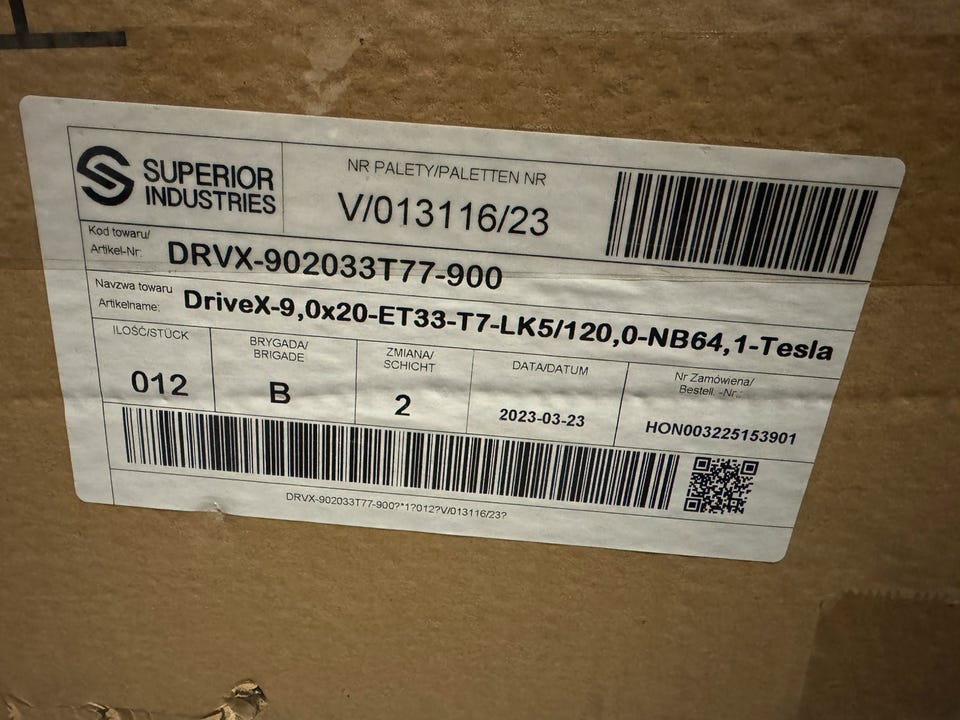 SUPERIOR
INDUSTRIES
NR PALETY/PALETTEN NR
V/013116/23
Kod towaru/
Artikel-Nr:
DRVX-902033T77-900
Navzwa towaru
Artikelname:
DriveX-9,0x20-ET33-T7-LK5/120,0-NB64,1-Tesla
ILOŚĆ/STÜCK
012
BRYGADA/
BRIGADE
B
ZMIANA/
SCHICHT
2
DATA/DATUM
2023-03-23
Nr Zamówiena/
Bestell. -Nr.:
HON003225153901
DRVX-902033T77-900?*1?012?V/013116/23?